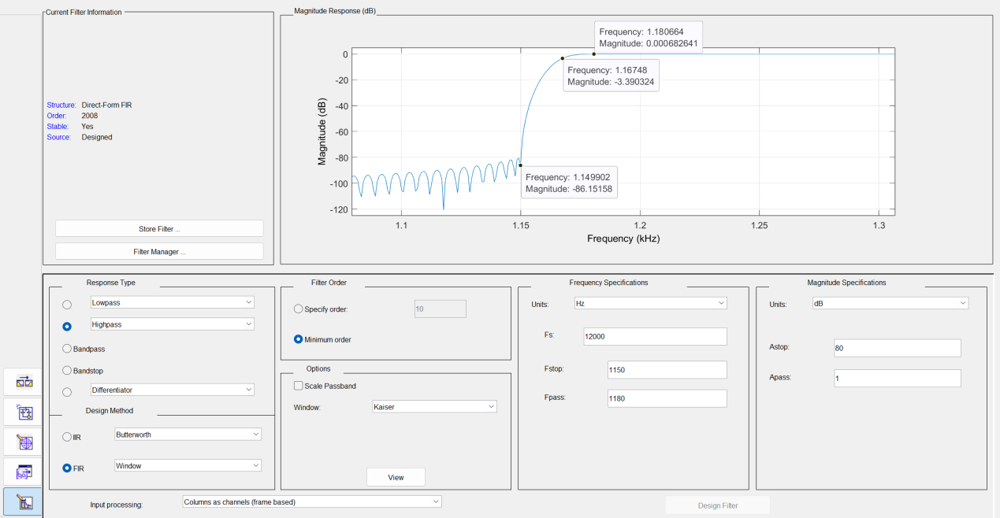 Current Filter Information
Structure: Direct-Form FIR
Order: 2008
Stable: Yes
Source: Designed
Store Filter ...
Filter Manager ...
Magnitude Response (dB)
Frequency: 1.180664
Magnitude: 0.000682641
Frequency: 1.16748
Magnitude: -3.390324
Frequency: 1.149902
Magnitude: -86.15158
0
-20
-40
-60
-80
-100
-120
Magnitude (dB)
1.1 1.15 1.2 1.25 1.3
Frequency (kHz)
Response Type
Lowpass
Highpass
Bandpass
Bandstop
Differentiator
Design Method
IIR Butterworth
FIR Window
Filter Order
Specify order: 10
Minimum order
Options
Scale Passband
Window: Kaiser
View
Frequency Specifications
Units: Hz
Fs: 12000
Fstop: 1150
Fpass: 1180
Magnitude Specifications
Units: dB
Astop: 80
Apass: 1
Input processing: Columns as channels (frame based)
Design Filter